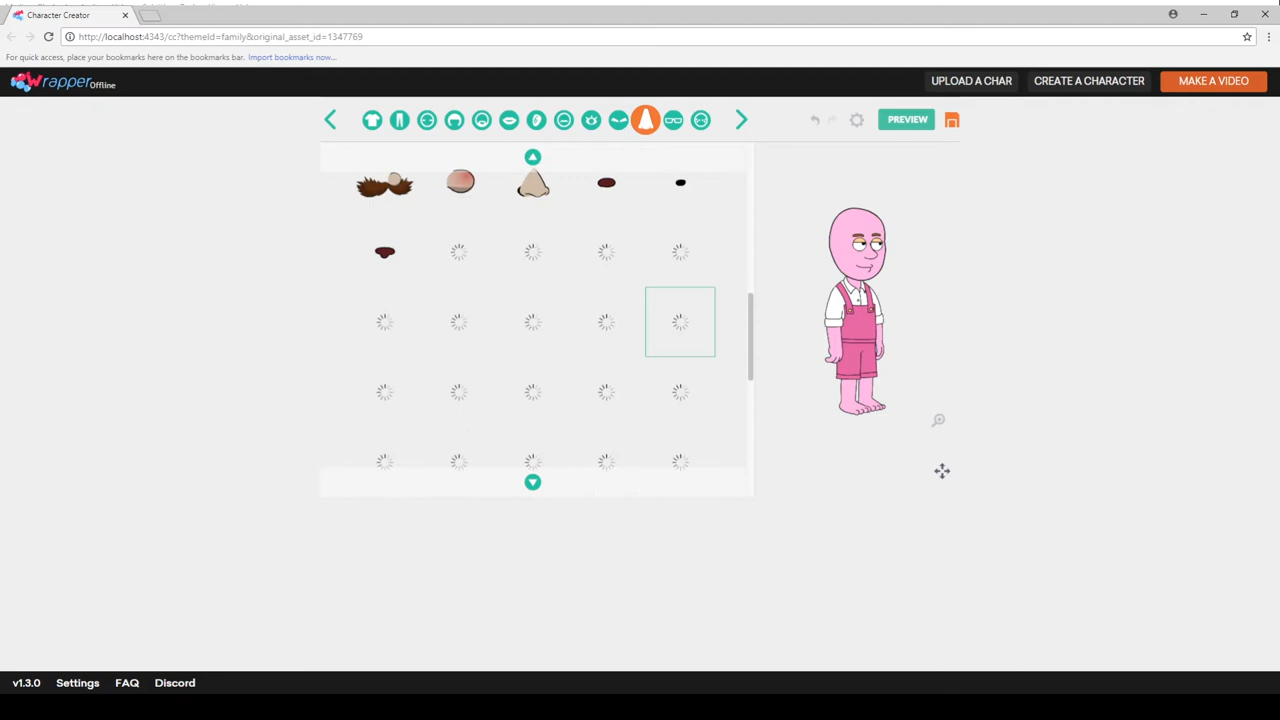 Character Creator
http://localhost:4343/cc?themeId=family&original_asset_id=1347769
For quick access, place your bookmarks here on the bookmarks bar. Import bookmarks now...
Wrapper Offline
UPLOAD A CHAR
CREATE A CHARACTER
MAKE A VIDEO
PREVIEW
v1.3.0
Settings
FAQ
Discord